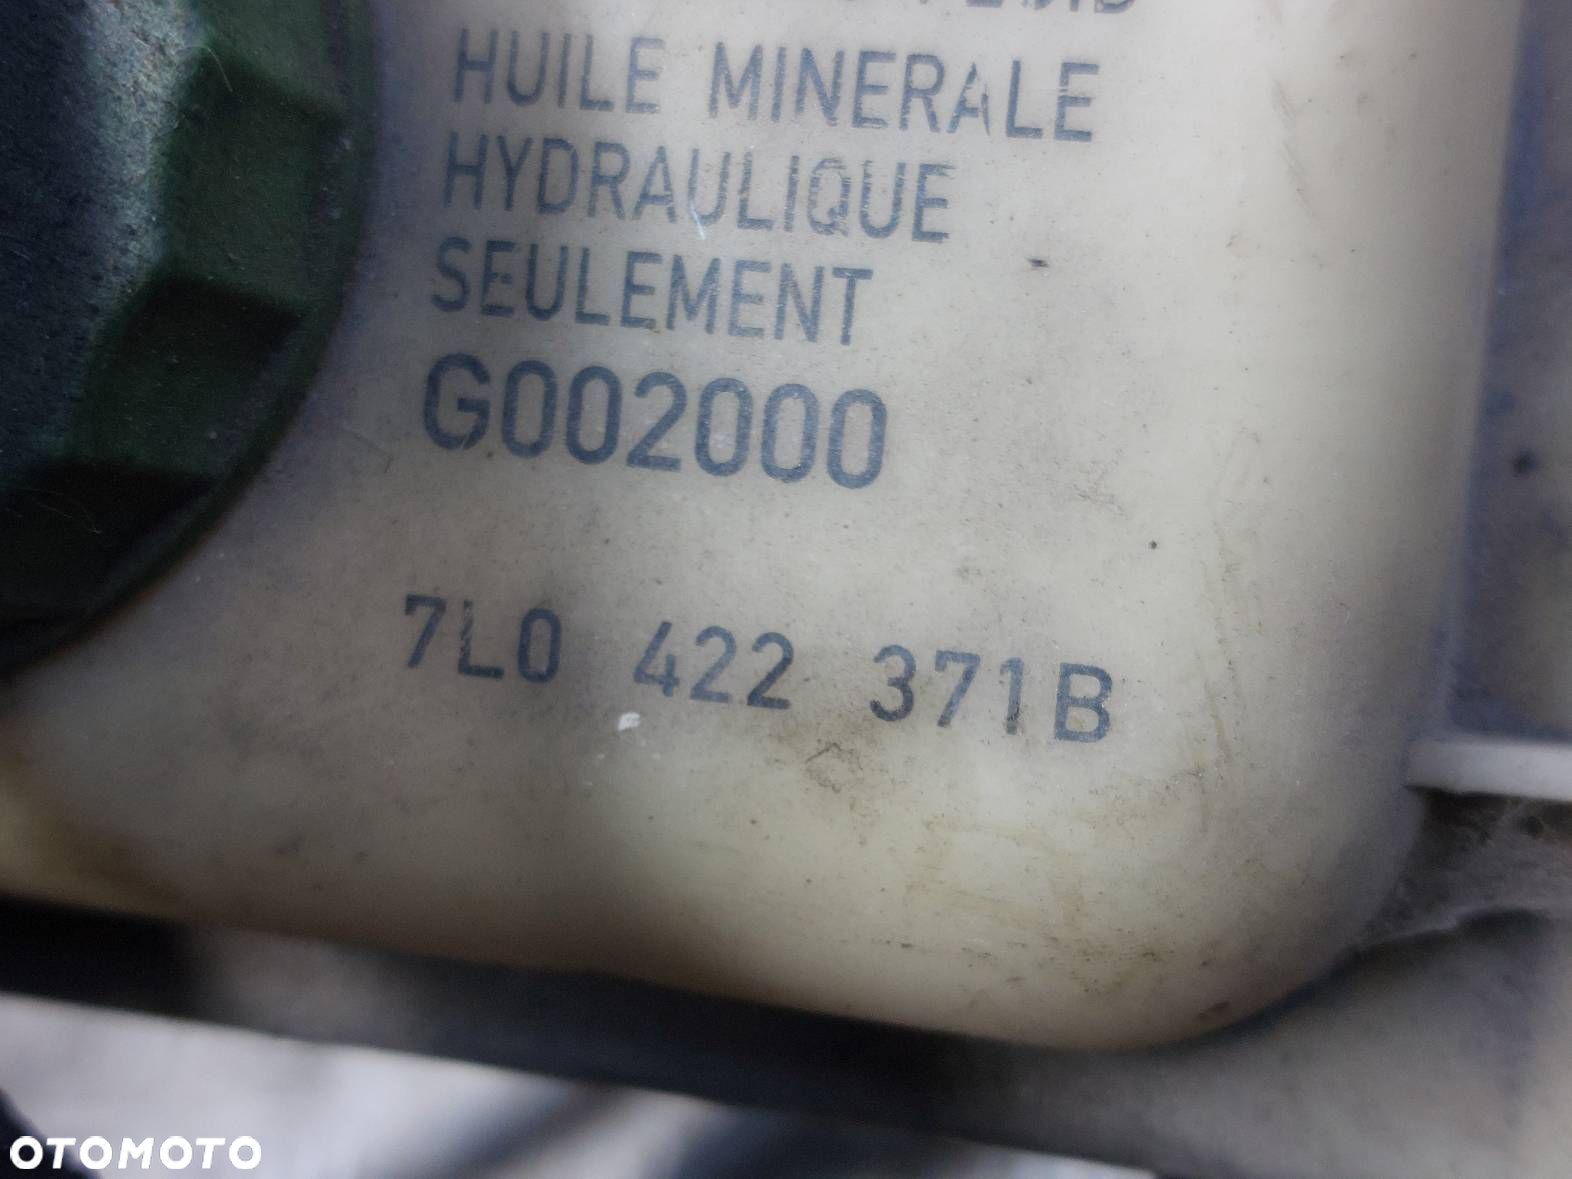 HUILE MINERALE
HYDRAULIQUE
SEULEMENT
G002000
7L0 422 371B
OTOMOTO